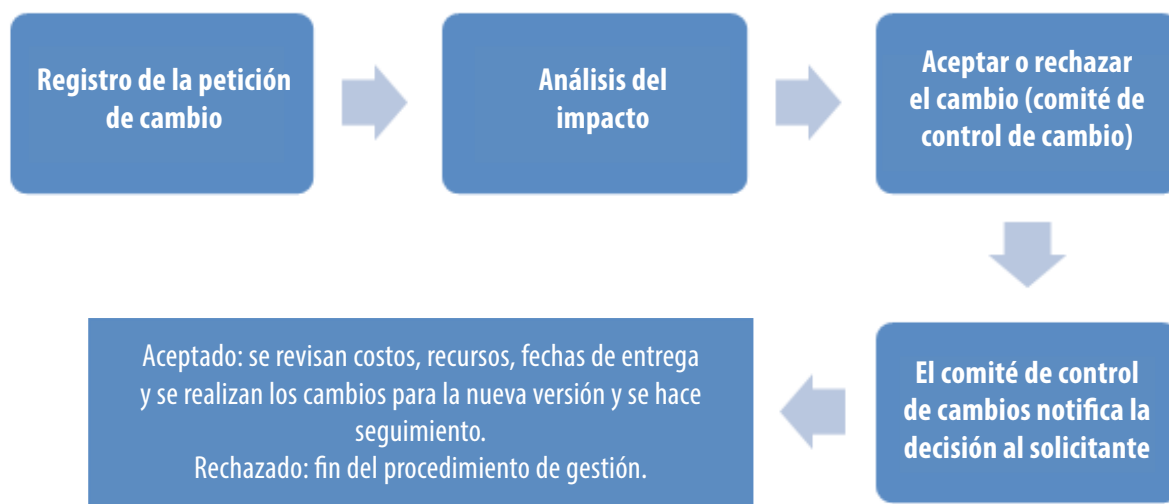 Registro de la petición
de cambio
Análisis del
impacto
Aceptar o rechazar
el cambio (comité de
control de cambio)
El comité de control
de cambios notifica la
decisión al solicitante
Aceptado: se revisan costos, recursos, fechas de entrega
y se realizan los cambios para la nueva versión y se hace
seguimiento.
Rechazado: fin del procedimiento de gestión.